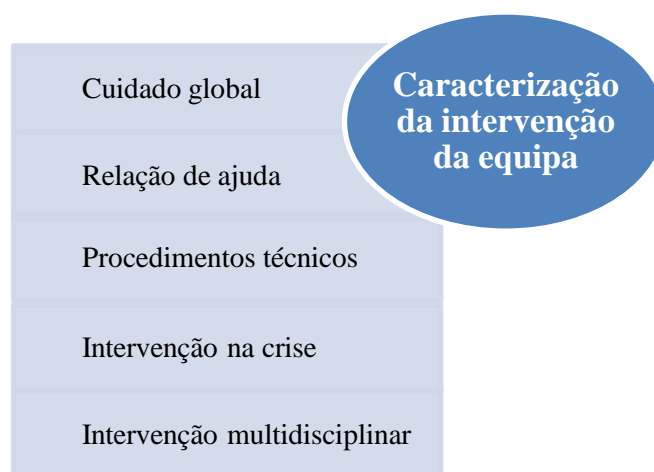 Caracterização
da intervenção
da equipa
Cuidado global
Relação de ajuda
Procedimentos técnicos
Intervenção na crise
Intervenção multidisciplinar